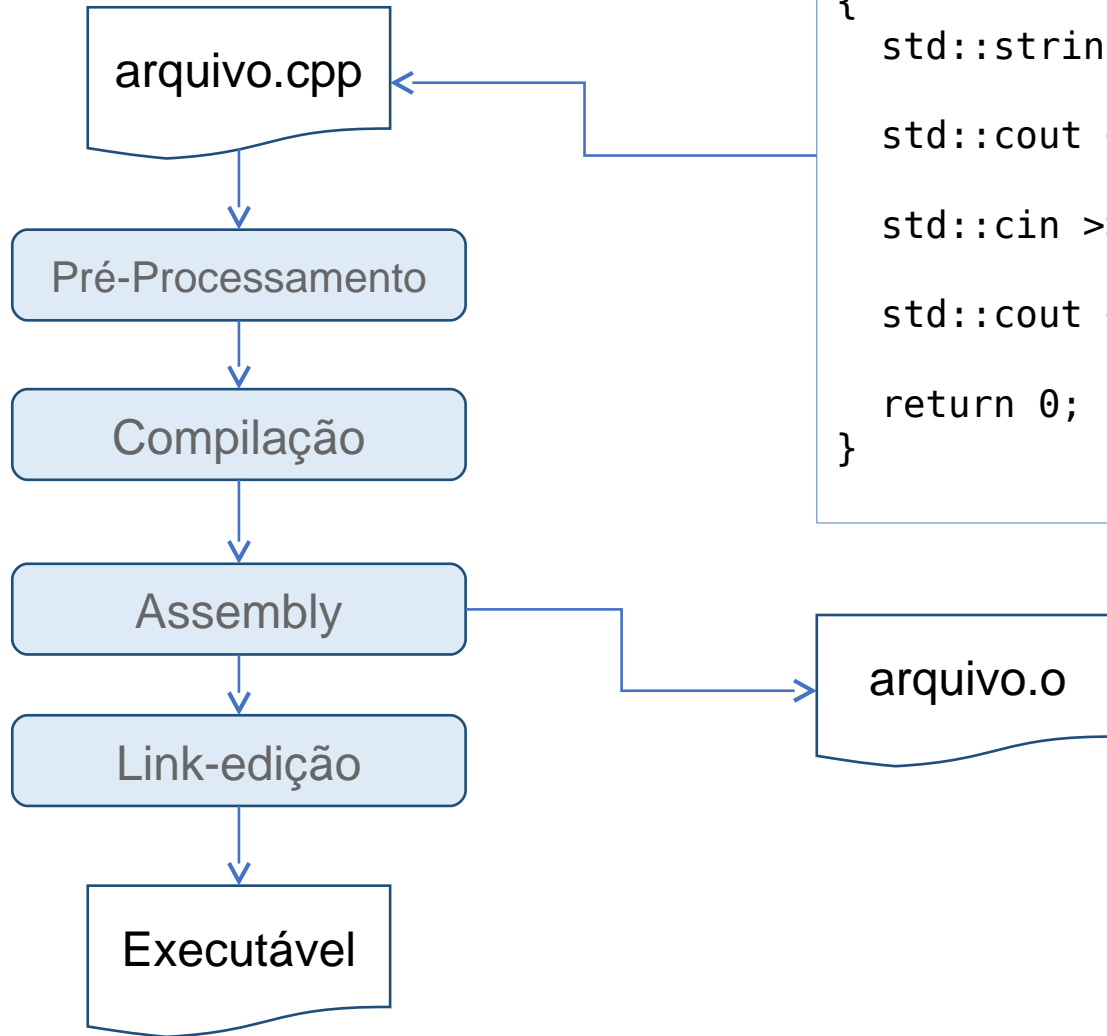 arquivo.cpp
Pré-Processamento
Compilação
Assembly
Link-edição
Executável
{
std::strin
std::cout
std::cin >
std::cout
return 0;
}
arquivo.o